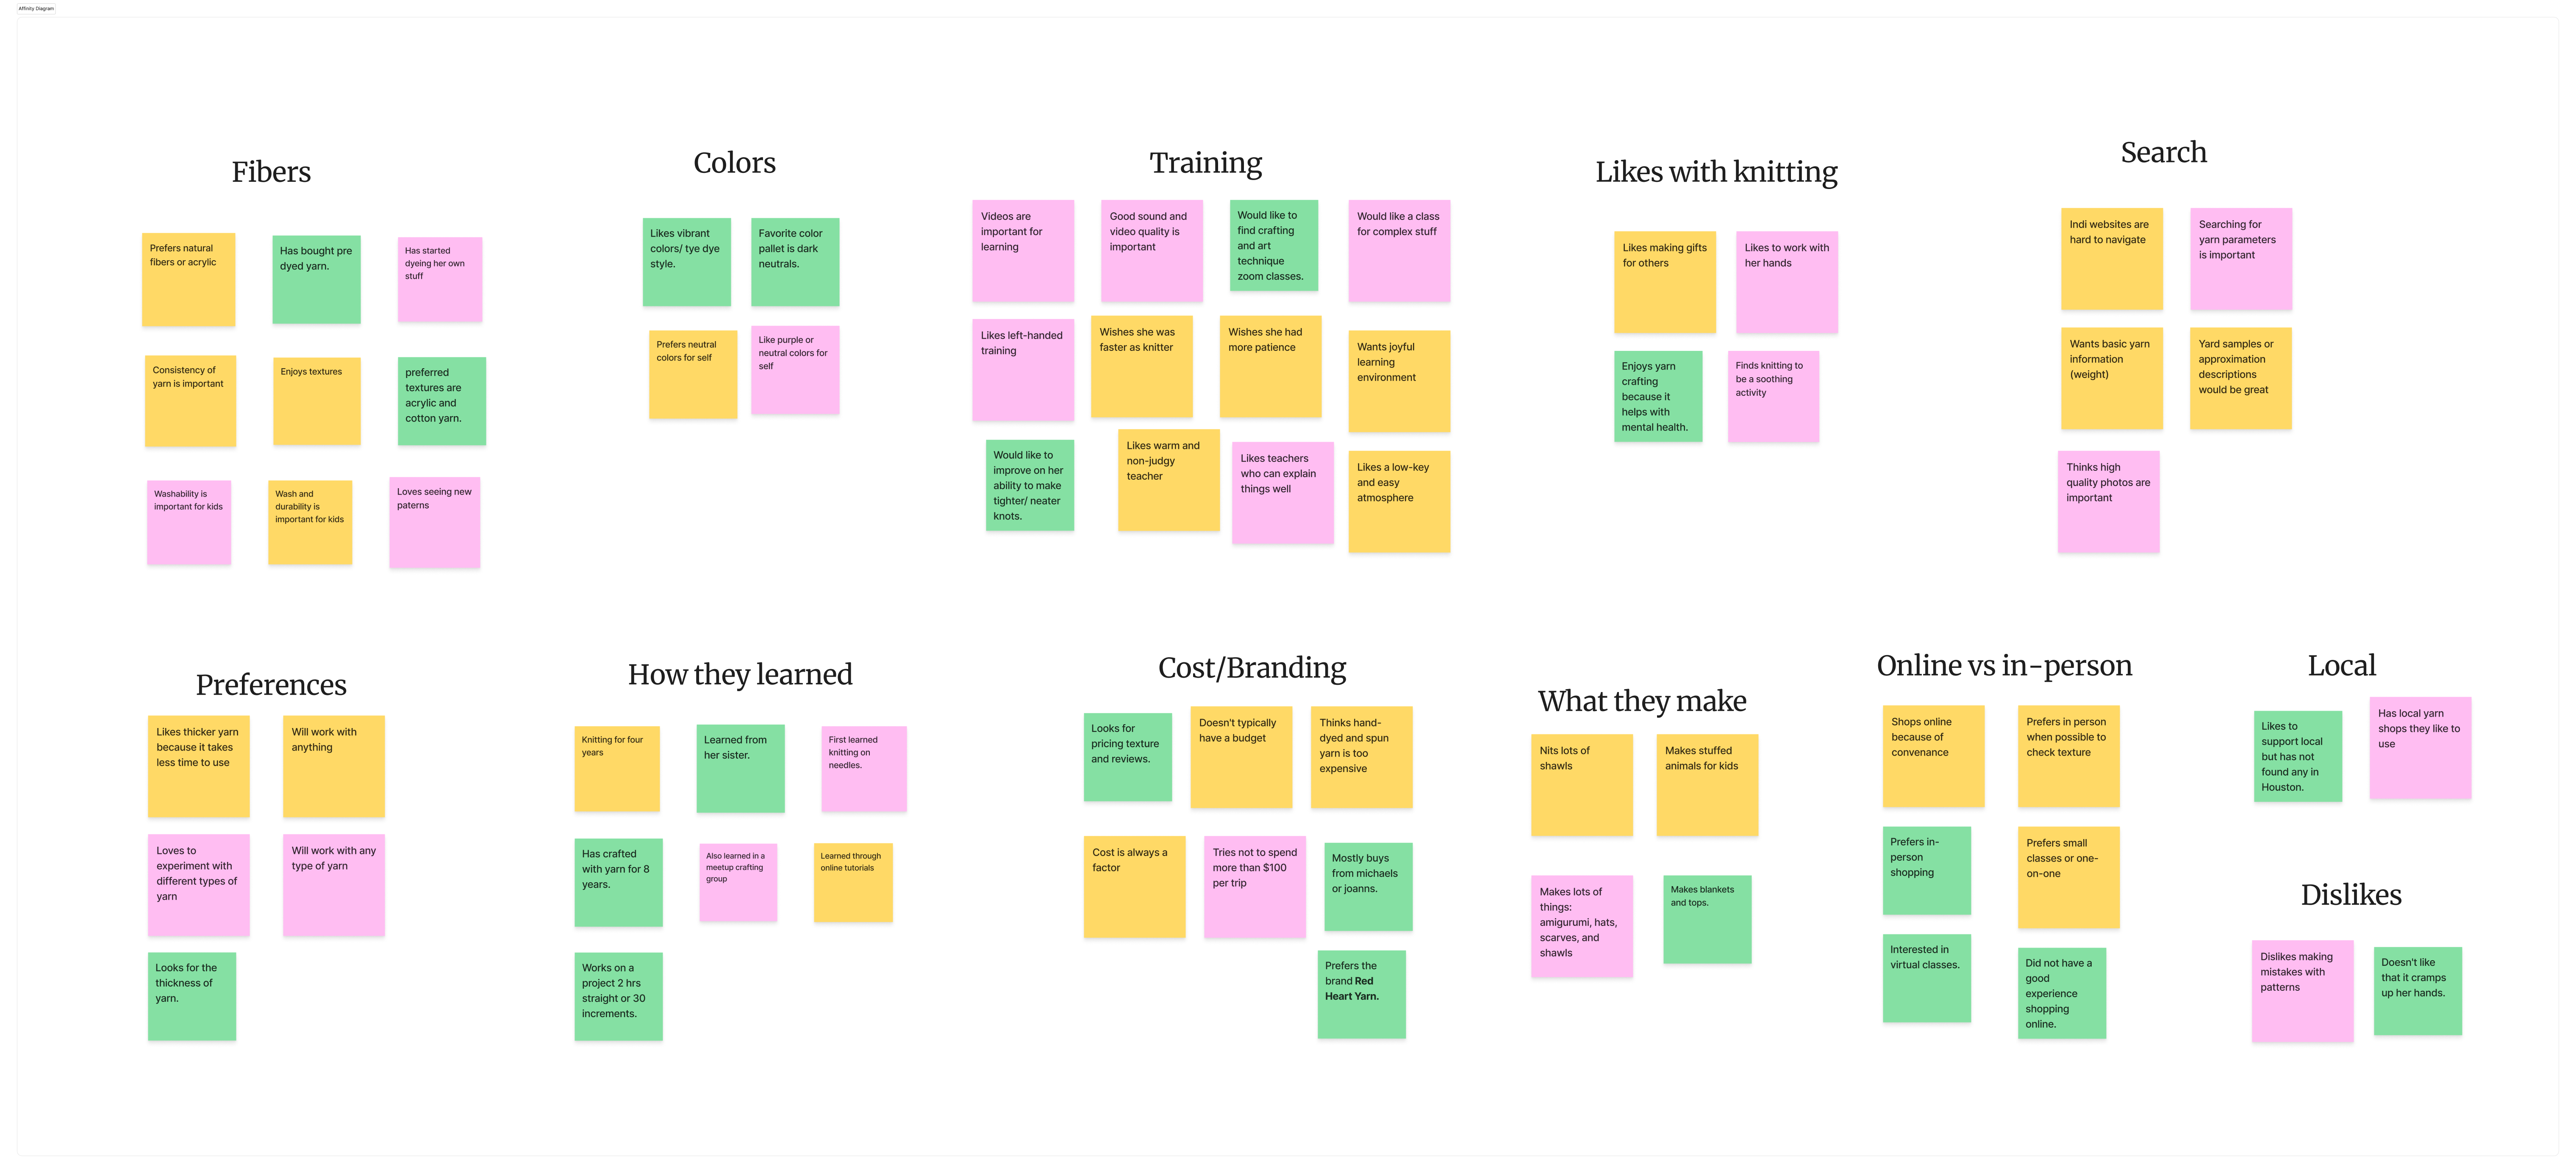 Affinity Diagram
Fibers
Prefers natural
fibers or acrylic
Has bought pre
dyed yarn.
Has started
dyeing her own
stuff
Consistency of
yarn is important
Enjoys textures
preferred
textures are
acrylic and
cotton yarn.
Washability is
important for kids
Wash and
durability is
important for kids
Loves seeing new
paterns
Colors
Likes vibrant
colors/ tye dye
style.
Favorite color
pallet is dark
neutrals.
Prefers neutral
colors for self
Like purple or
neutral colors for
self
Training
Videos are
important for
learning
Good sound and
video quality is
important
Would like to
find crafting
and art
technique
zoom classes.
Would like a class
for complex stuff
Likes left-handed
training
Wishes she was
faster as knitter
Wishes she had
more patience
Wants joyful
learning
environment
Would like to
improve on her
ability to make
tighter/ neater
knots.
Likes warm and
non-judgy
teacher
Likes teachers
who can explain
things well
Likes a low-key
and easy
atmosphere
Likes with knitting
Likes making gifts
for others
Likes to work with
her hands
Enjoys yarn
crafting
because it
helps with
mental health.
Finds knitting to
be a soothing
activity
Search
Indi websites are
hard to navigate
Searching for
yarn parameters
is important
Wants basic yarn
information
(weight)
Yard samples or
approximation
descriptions
would be great
Thinks high
quality photos are
important
Preferences
Likes thicker yarn
because it takes
less time to use
Will work with
anything
Loves to
experiment with
different types of
yarn
Will work with any
type of yarn
Looks for the
thickness of
yarn.
How they learned
Knitting for four
years
Learned from
her sister.
First learned
knitting on
needles.
Has crafted
with yarn for 8
years.
Also learned in a
meetup crafting
group
Learned through
online tutorials
Works on a
project 2 hrs
straight or 30
increments.
Cost/Branding
Looks for
pricing texture
and reviews.
Doesn't typically
have a budget
Thinks hand-
dyed and spun
yarn is too
expensive
Cost is always a
factor
Tries not to spend
more than $100
per trip
Mostly buys
from michaels
or joanns.
Prefers the
brand Red
Heart Yarn.
What they make
Nits lots of
shawls
Makes stuffed
animals for kids
Makes lots of
things:
amigurumi, hats,
scarves, and
shawls
Makes blankets
and tops.
Online vs in-person
Shops online
because of
convenance
Prefers in person
when possible to
check texture
Prefers in-
person
shopping
Prefers small
classes or one-
on-one
Interested in
virtual classes.
Did not have a
good
experience
shopping
online.
Local
Likes to
support local
but has not
found any in
Houston.
Has local yarn
shops they like to
use
Dislikes
Dislikes making
mistakes with
patterns
Doesn't like
that it cramps
up her hands.